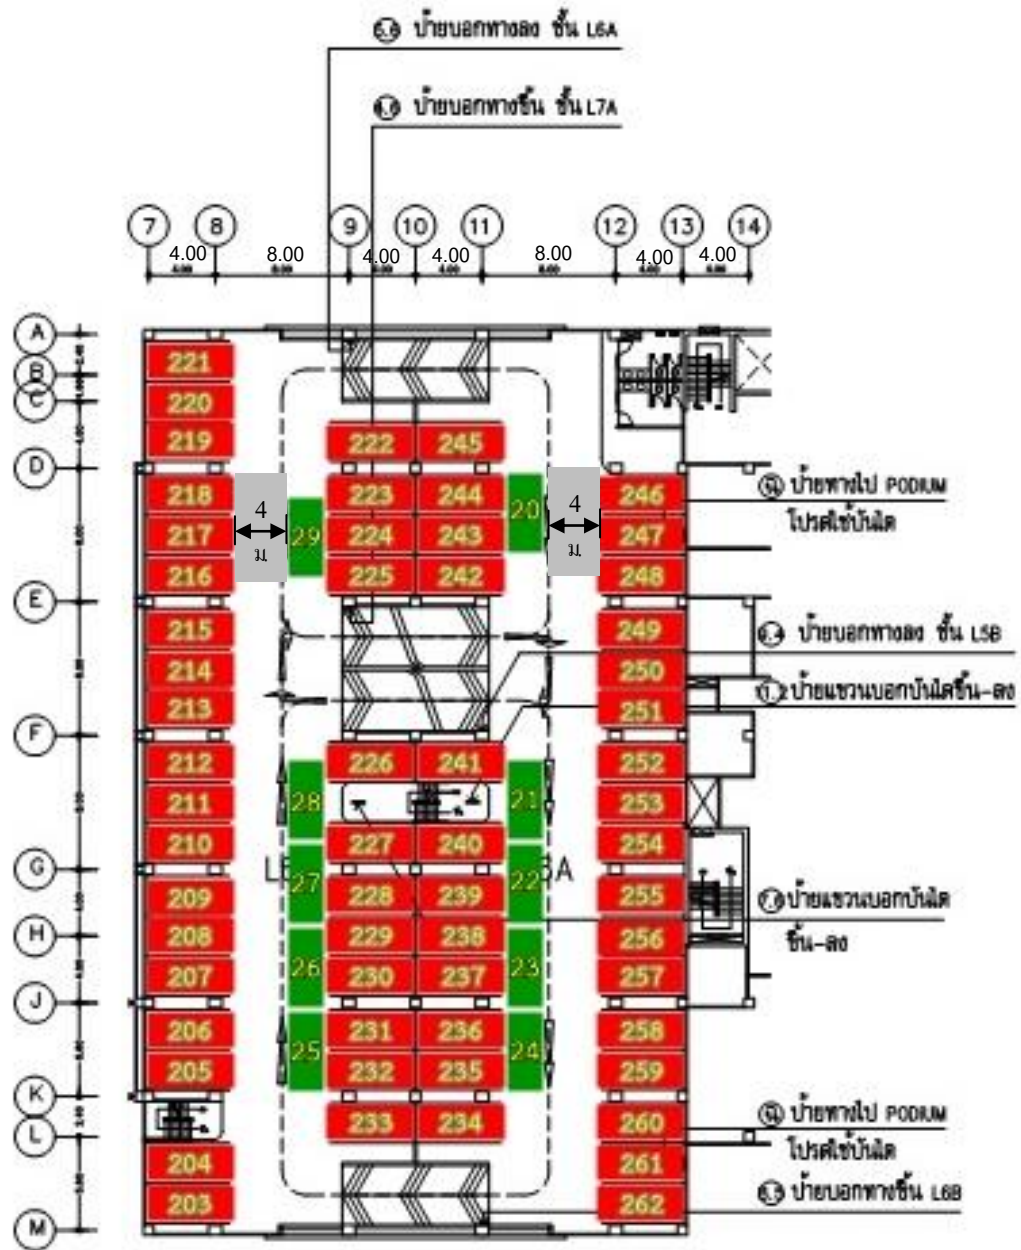 5.6 ป้ายบอกทางลง ชั้น L6A
ป้ายบอกทางขึ้น ชั้น L7A
7 8 9 10 11 12 13 14
4.00 8.00 4.00 4.00 8.00 4.00 4.00
A
B
C
D
E
F
G
H
J
K
L
M
221
220
219
222 245
218 223 244 246
217 224 243 247
216 225 242 248
29 20
4 4
ม. ม.
ป้ายทางไป PODIUM
โปรดใช้บันได
215 249
214 250
213 251
ป้ายบอกทางลง ชั้น L5B
ป้ายแขวนบอกบันไดขึ้น-ลง
212 226 241 252
211 28 21 253
210 227 240 254
27 22
209 228 239 255
208 229 238 256
207 26 230 237 23 257
ป้ายแขวนบอกบันได
ขึ้น-ลง
206 231 236 258
25 24
205 232 235 259
233 234 260
204 261
203 262
ป้ายทางไป PODIUM
โปรดใช้บันได
ป้ายบอกทางขึ้น L6B